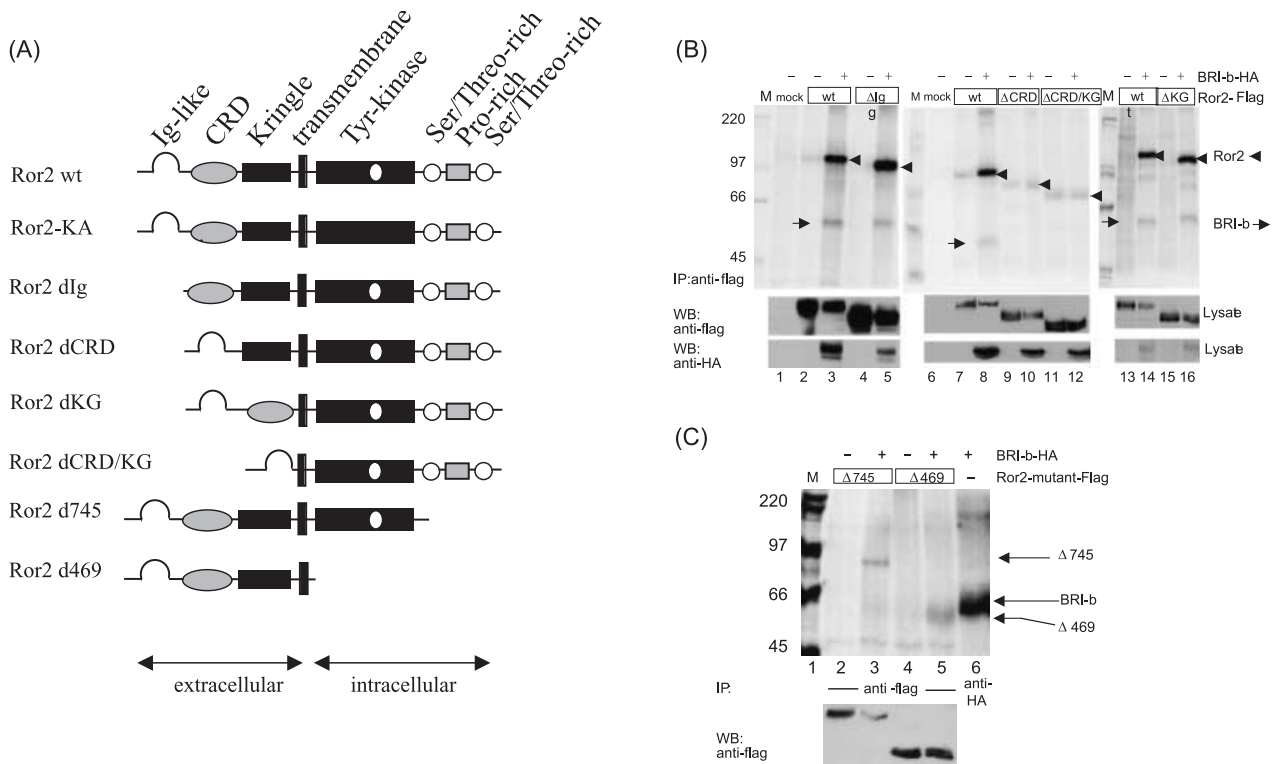 (A)
Ig-like
CRD
Kringle
transmembrane
Tyr-kinase
Ser/Threo-rich
Pro-rich
Ser/Threo-rich
Ror2 wt
Ror2-KA
Ror2 dIg
Ror2 dCRD
Ror2 dKG
Ror2 dCRD/KG
Ror2 d745
Ror2 d469
extracellular
intracellular
(B)
− − + − + − − + − + − + − + − + BRI-b-HA
M mock wt ΔIg M mock wt ΔCRD ΔCRD/KG M wt ΔKG Ror2-Flag
g
t
220
97
66
45
Ror2
BRI-b
IP:anti-flag
WB:
anti-flag
Lysate
WB:
anti-HA
Lysate
1 2 3 4 5 6 7 8 9 10 11 12 13 14 15 16
(C)
− + − + + BRI-b-HA
M Δ745 Δ469 − Ror2-mutant-Flag
220
97
66
45
Δ745
BRI-b
Δ 469
1 2 3 4 5 6
IP: anti-flag anti-
HA
WB:
anti-flag